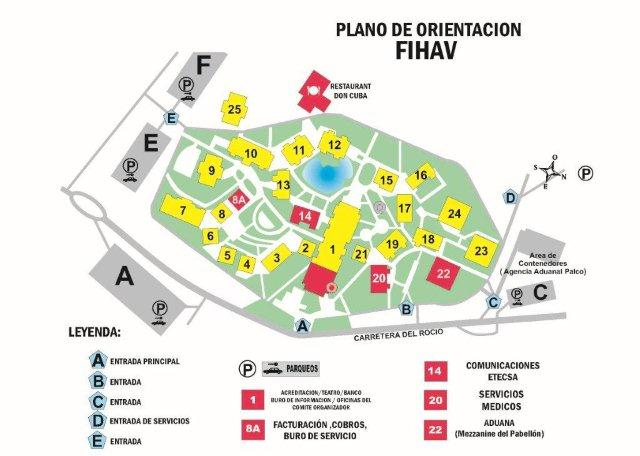 PLANO DE ORIENTACION
FIHAV
RESTAURANT
DON CUBA
F
P
E
25
E
P
10
11
12
9
13
15
16
8A
7
8
14
17
24
6
1
2
19
18
23
5
4
3
21
20
22
S
O
E
N
P
D
Area de
Contenedores
( Agencia Aduanal Palco)
A
P
P
C
C
B
A
CARRETERA DEL ROCIO
LEYENDA:
A ENTRADA PRINCIPAL
B ENTRADA
C ENTRADA
D ENTRADA DE SERVICIOS
E ENTRADA
P PARQUEOS
1 ACREDITACION/TEATRO/BANCO
BURO DE INFORMACION / OFICINAS DEL
COMITE ORGANIZADOR
8A FACTURACIÓN ,COBROS,
BURO DE SERVICIO
14 COMUNICACIONES
ETECSA
20 SERVICIOS
MEDICOS
22 ADUANA
(Mezzanine del Pabellón)